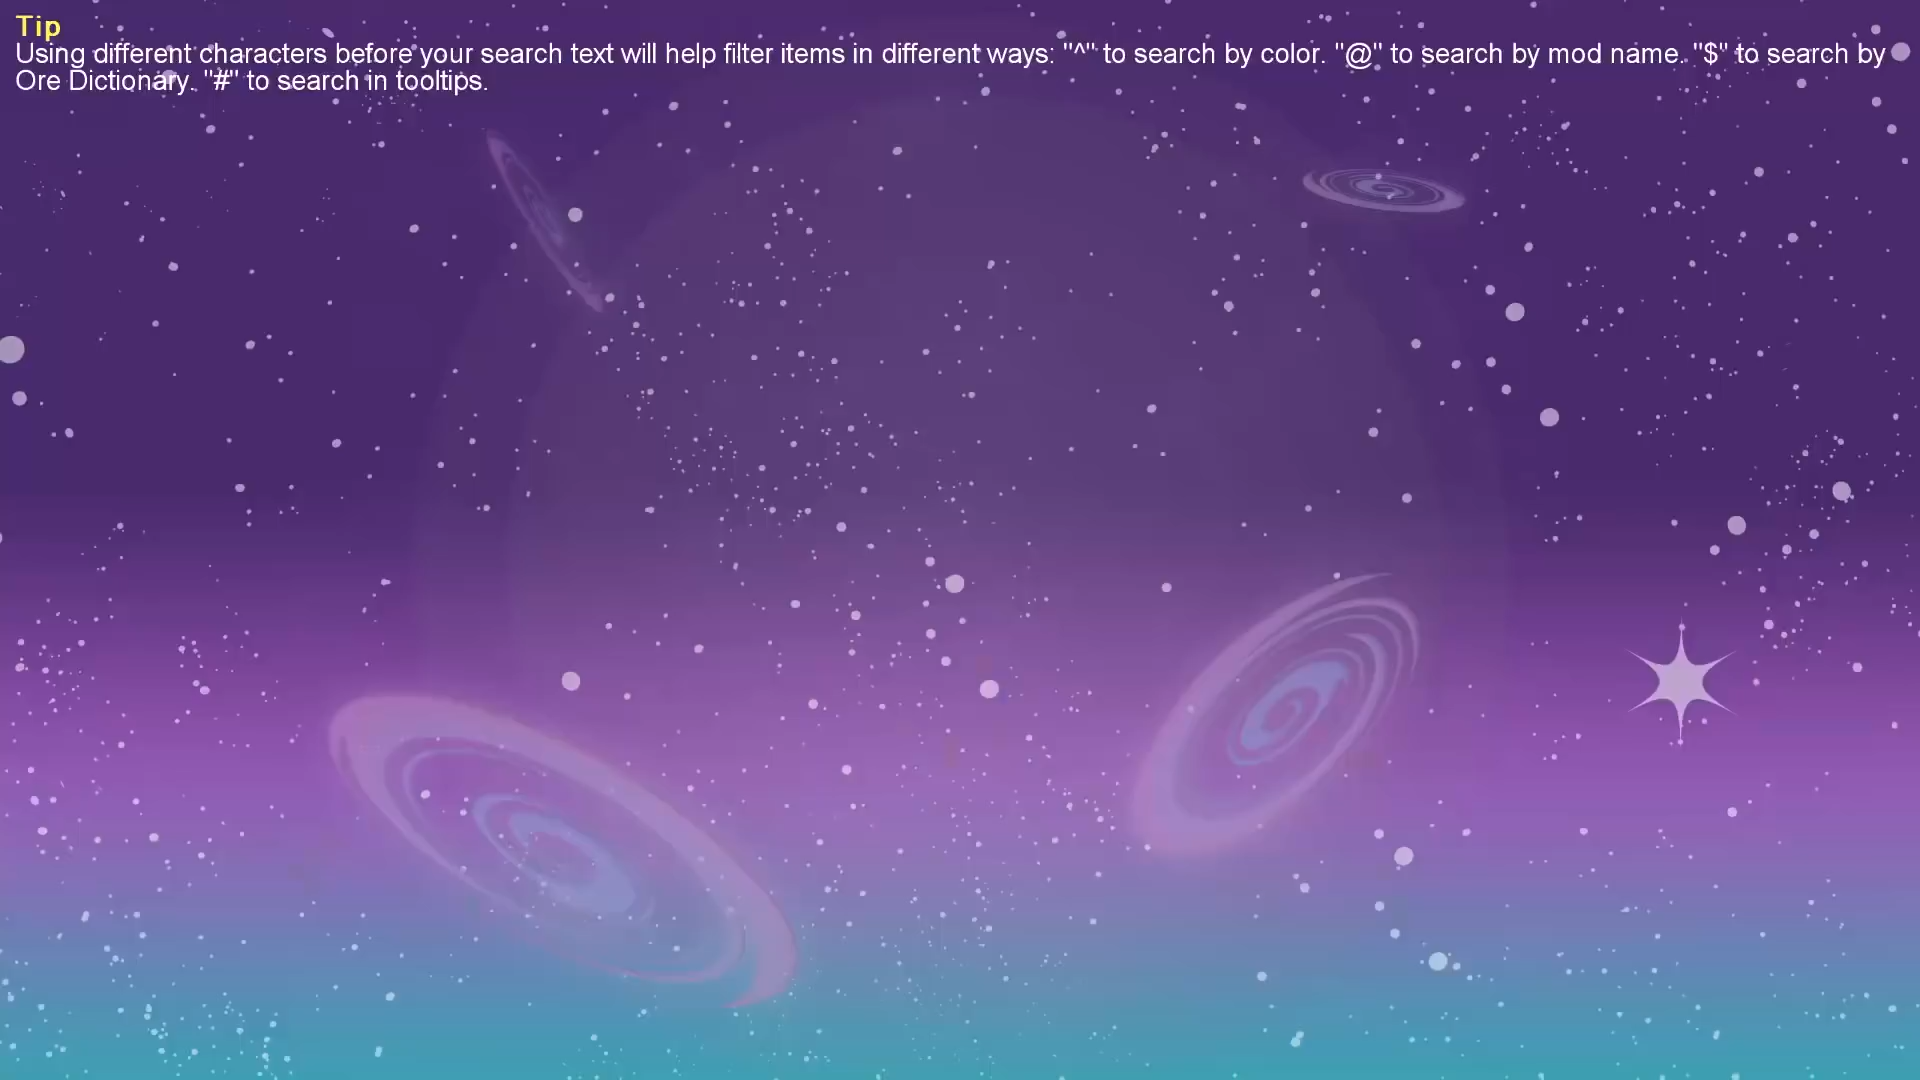 Tip
Using different characters before your search text will help filter items in different ways: "^" to search by color. "@" to search by mod name. "$" to search by
Ore Dictionary. "#" to search in tooltips.